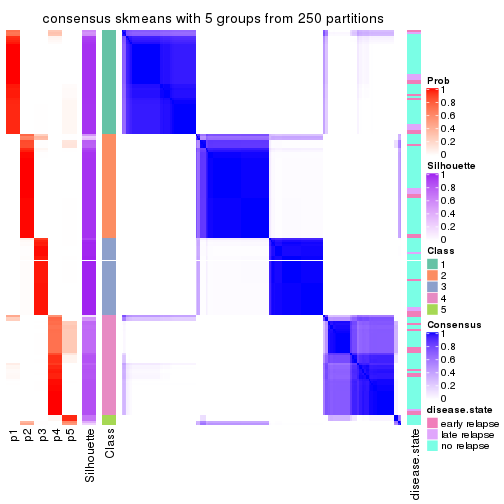 consensus skmeans with 5 groups from 250 partitions
Prob
1
0.8
0.6
0.4
0.2
0
Silhouette
1
0.8
0.6
0.4
0.2
0
Class
1
2
3
4
5
Consensus
1
0.8
0.6
0.4
0.2
0
disease.state
early relapse
late relapse
no relapse
p1
p2
p3
p4
p5
Silhouette
Class
disease.state